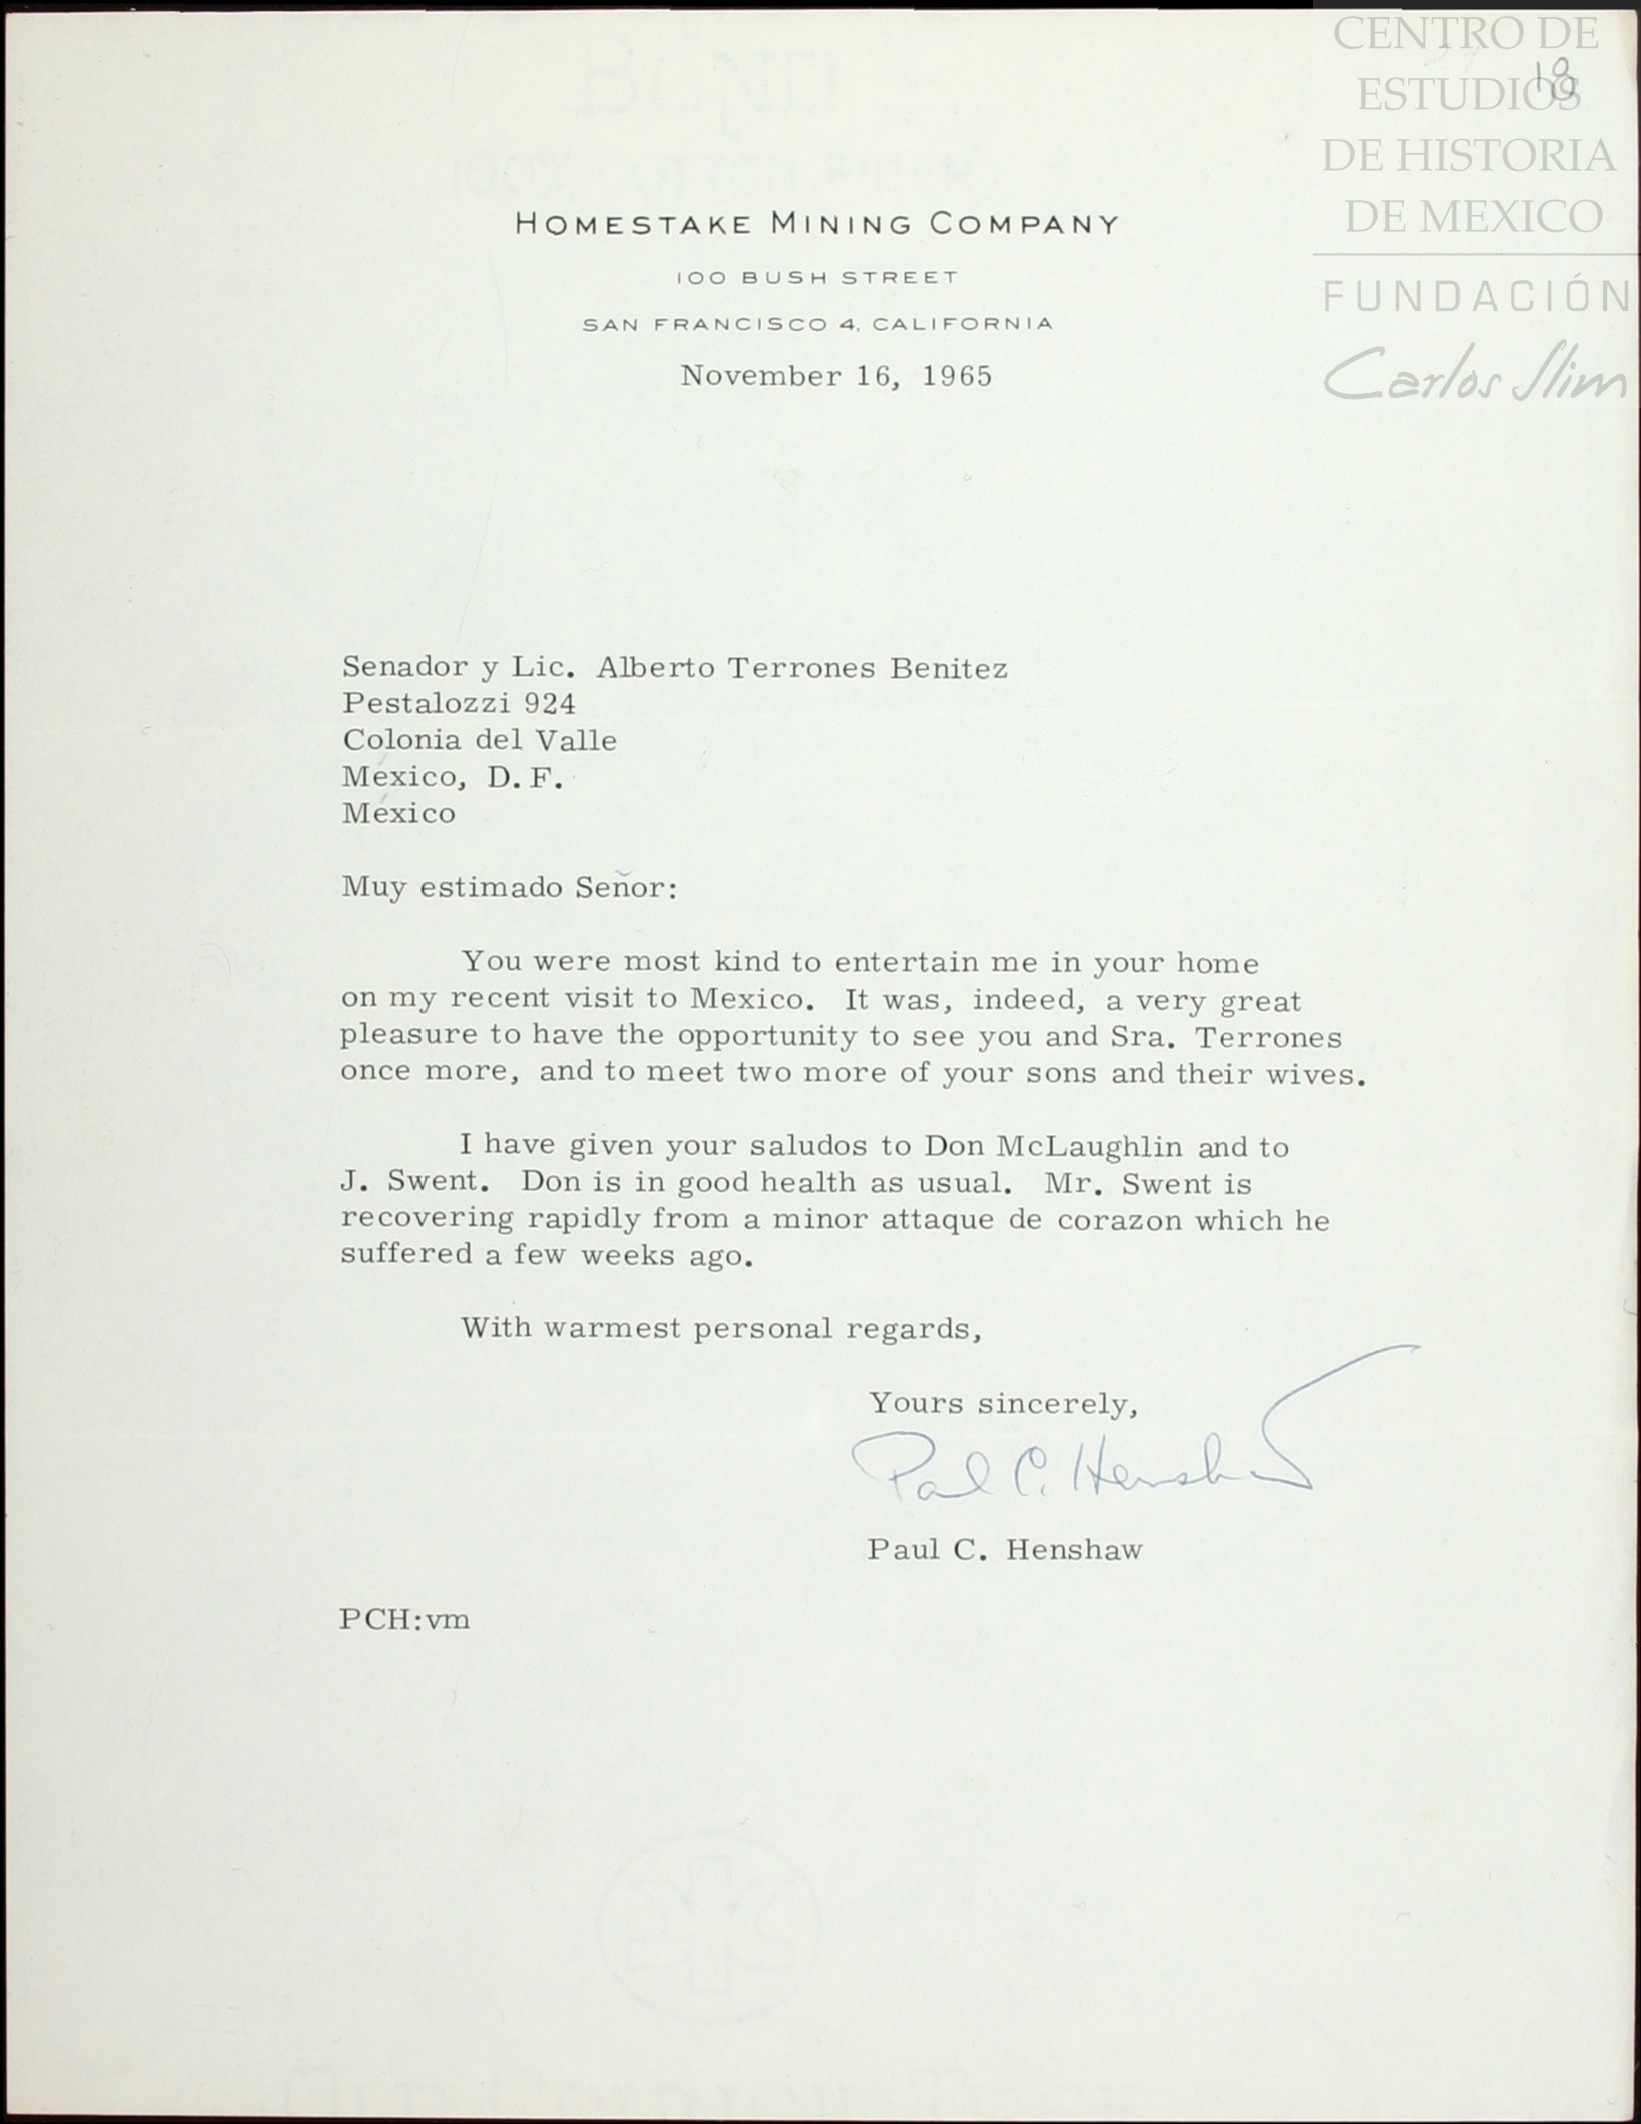 CENTRO DE
ESTUDIOS
18
DE HISTORIA
DE MEXICO
FUNDACIÓN
Carlos Slim
HOMESTAKE MINING COMPANY
100 BUSH STREET
SAN FRANCISCO 4, CALIFORNIA
November 16, 1965
Senador y Lic. Alberto Terrones Benitez
Pestalozzi 924
Colonia del Valle
México, D.F.
México
Muy estimado Señor:
You were most kind to entertain me in your home
on my recent visit to Mexico. It was, indeed, a very great
pleasure to have the opportunity to see you and Sra. Terrones
once more, and to meet two more of your sons and their wives.
I have given your saludos to Don McLaughlin and to
J. Swent. Don is in good health as usual. Mr. Swent is
recovering rapidly from a minor attaque de corazon which he
suffered a few weeks ago.
With warmest personal regards,
Yours sincerely,
Paul C. Henshaw
Paul C. Henshaw
PCH:vm